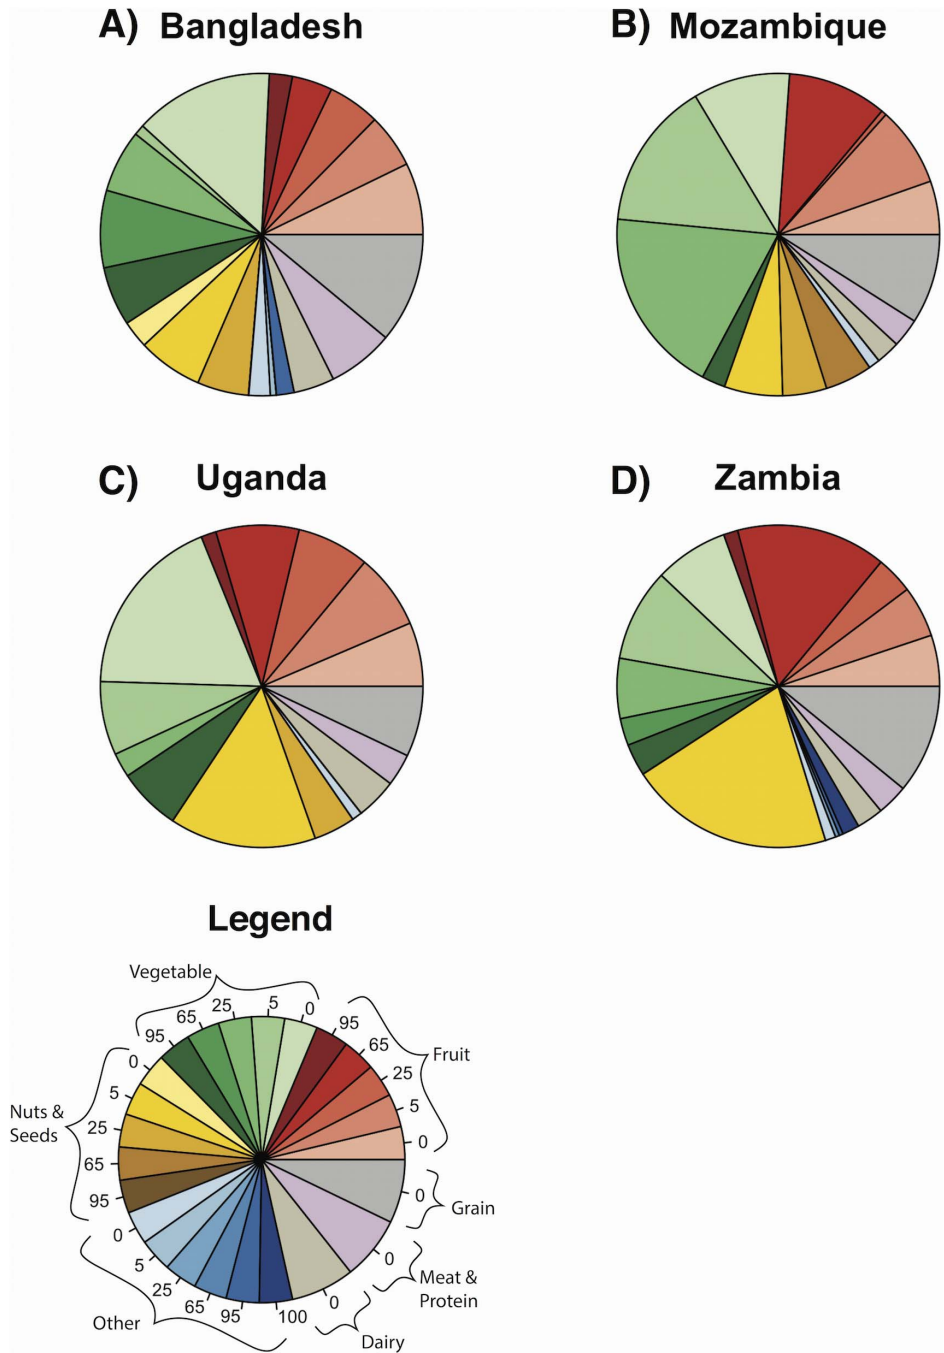 A) Bangladesh
B) Mozambique
C) Uganda
D) Zambia
Legend
Vegetable
95
65
25
5
0
Fruit
95
65
25
5
0
Grain
0
Meat &
Protein
0
Dairy
0
Other
0
5
25
65
95
100
Nuts &
Seeds
0
5
25
65
95